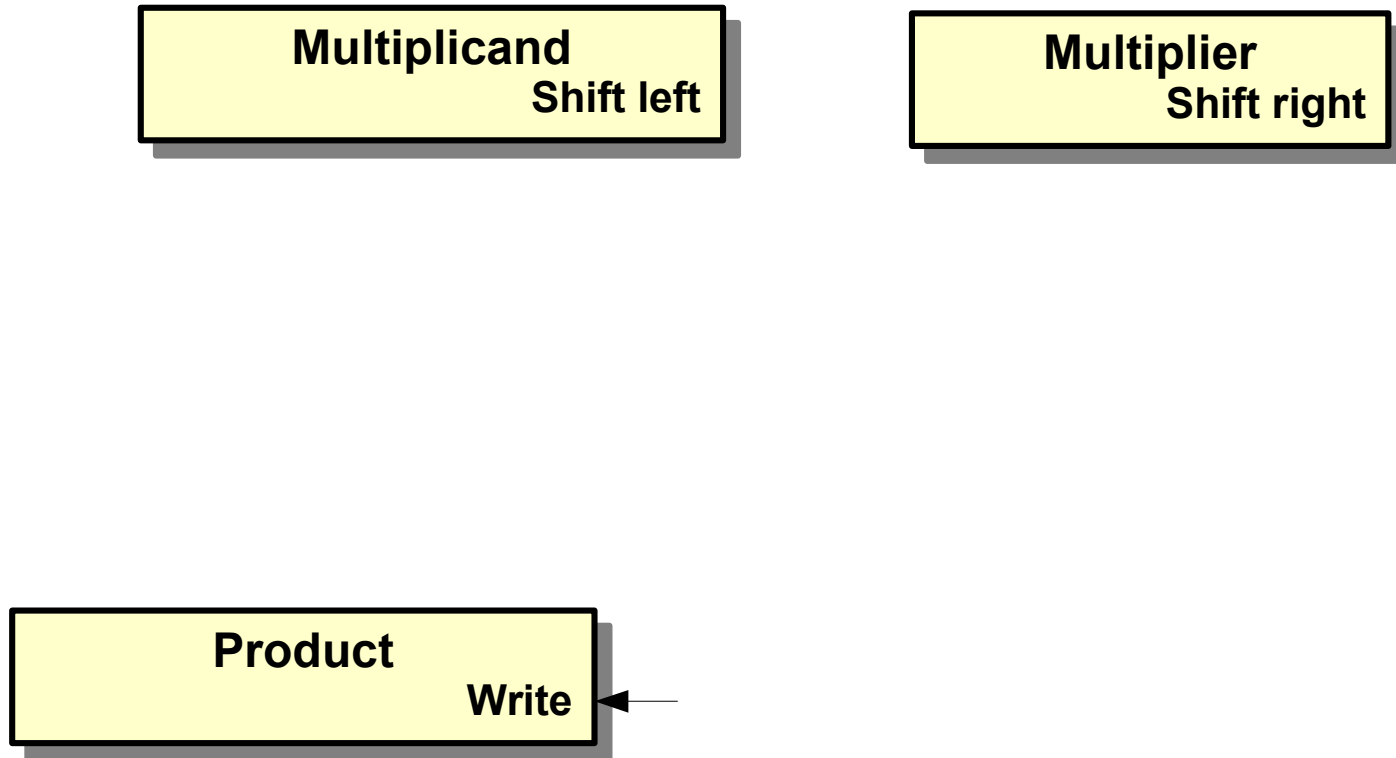 Multiplicand
Shift left
Multiplier
Shift right
Product
Write